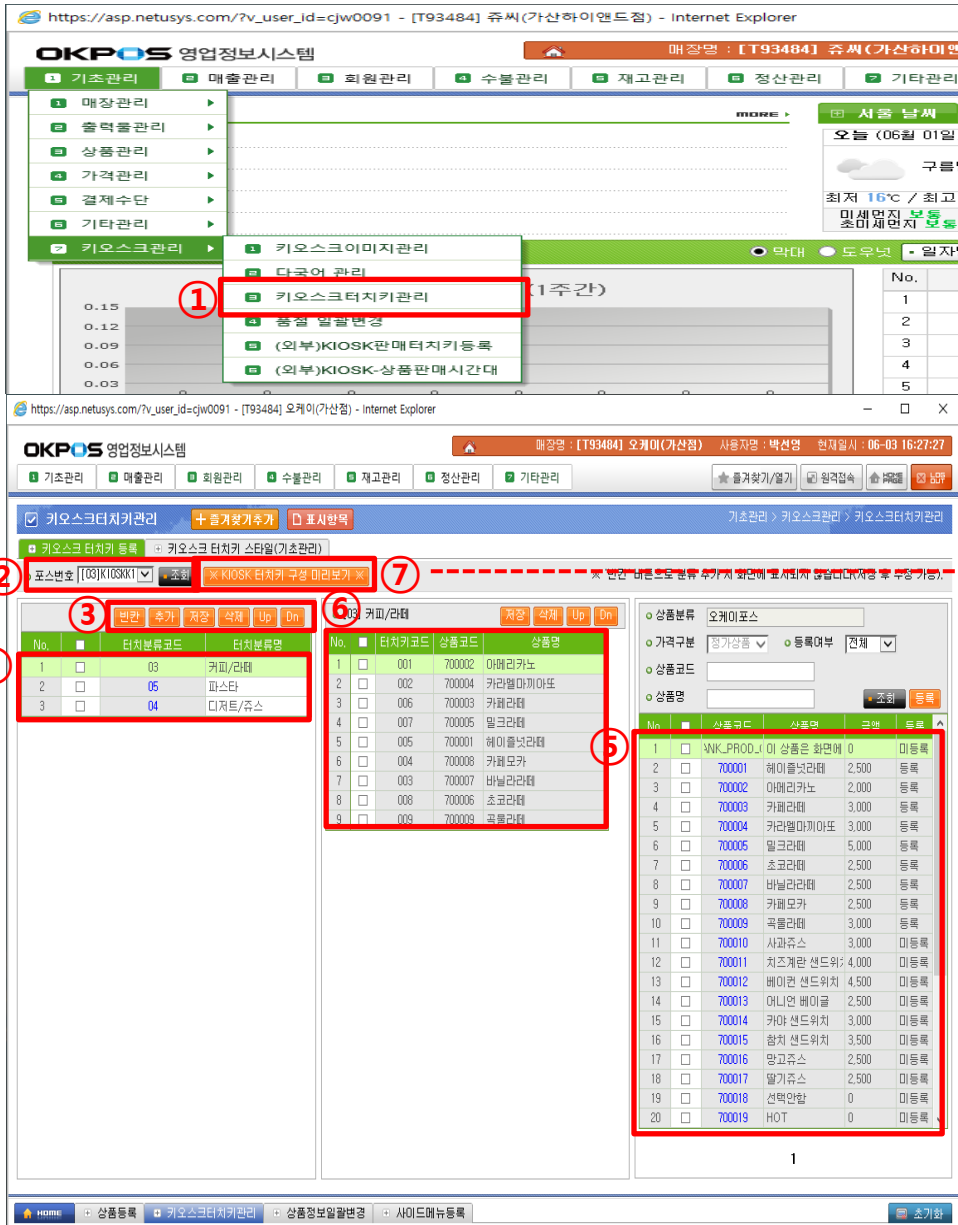 https://asp.netusys.com/?v_user_id=cjw0091 - [T93484] 쥬씨(가산하이앤드점) - Internet Explorer
OKPOS 영업정보시스템
매장명 : [T93484] 쥬씨(가산하이앤
1 기초관리 2 매출관리 3 회원관리 4 수불관리 5 재고관리 6 정산관리 7 기타관리
1 매장관리
2 출력물관리
3 상품관리
4 가격관리
5 결제수단
6 기타관리
7 키오스크관리
MORE
서울 날씨
오늘 (06월 01일
구름
최저 16℃ / 최고
미세먼지 보통
초미세먼지 보통
1 키오스크이미지관리
2 다국어 관리
① 3 키오스크터치키관리
4 품절 일괄변경
5 (외부)KIOSK판매터치키등록
6 (외부)KIOSK-상품판매시간대
막대 도우넛 - 일자
(1주간)
0.15
0.12
0.09
0.06
0.03
0 0 0 0 0 0
No.
1
2
3
4
5
https://asp.netusys.com/?v_user_id=cjw0091 - [T93484] 오케이(가산점) - Internet Explorer
OKPOS 영업정보시스템
매장명 : [T93484] 오케이(가산점) 사용자명 : 박선영 현재일시 : 06-03 16:27:27
1 기초관리 2 매출관리 3 회원관리 4 수불관리 5 재고관리 6 정산관리 7 기타관리
즐겨찾기/열기 원격접속
키오스크터치키관리 + 즐겨찾기추가 표시항목
기초관리 > 키오스크관리 > 키오스크터치키관리
키오스크 터치키 등록 키오스크 터치키 스타일(기초관리)
② 포스번호 [03]KIOSKK1 조회 ※ KIOSK 터치키 구성 미리보기 ※ ⑦
※ '빈칸' 버튼으로 분류 추가 시 화면에 표시되지 않습니다(저장 후 수정 가능).
③ 빈칸 추가 저장 삭제 Up Dn
No. 터치분류코드 터치분류명
1 03 커피/라떼
2 05 파스타
3 04 디저트/쥬스
⑥ 03 커피/라떼 저장 삭제 Up Dn
No. 터치키코드 상품코드 상품명
1 001 700002 아메리카노
2 002 700004 카라멜마끼아또
3 006 700003 카페라떼
4 007 700005 밀크라떼
5 005 700001 헤이즐넛라떼
6 004 700008 카페모카
7 003 700007 바닐라라떼
8 008 700006 초코라떼
9 009 700009 곡물라떼
상품분류 오케이포스
가격구분 정가상품 등록여부 전체
상품코드
상품명 조회 등록
⑤
No. 상품코드 상품명 금액 등록
1 \NK_PROD_( 이 상품은 화면에 0 미등록
2 700001 헤이즐넛라떼 2,500 등록
3 700002 아메리카노 2,000 등록
4 700003 카페라떼 3,000 등록
5 700004 카라멜마끼아또 3,000 등록
6 700005 밀크라떼 5,000 등록
7 700006 초코라떼 2,500 등록
8 700007 바닐라라떼 2,500 등록
9 700008 카페모카 2,500 등록
10 700009 곡물라떼 3,000 등록
11 700010 사과쥬스 3,000 미등록
12 700011 치즈계란 샌드위치 4,000 미등록
13 700012 베이컨 샌드위치 4,500 미등록
14 700013 어니언 베이글 2,500 미등록
15 700014 카야 샌드위치 3,000 미등록
16 700015 참치 샌드위치 3,500 미등록
17 700016 망고쥬스 2,500 미등록
18 700017 딸기쥬스 2,500 미등록
19 700018 선택안함 0 미등록
20 700019 HOT 0 미등록
1
HOME 상품등록 키오스크터치키관리 상품정보일괄변경 사이드메뉴등록 초기화